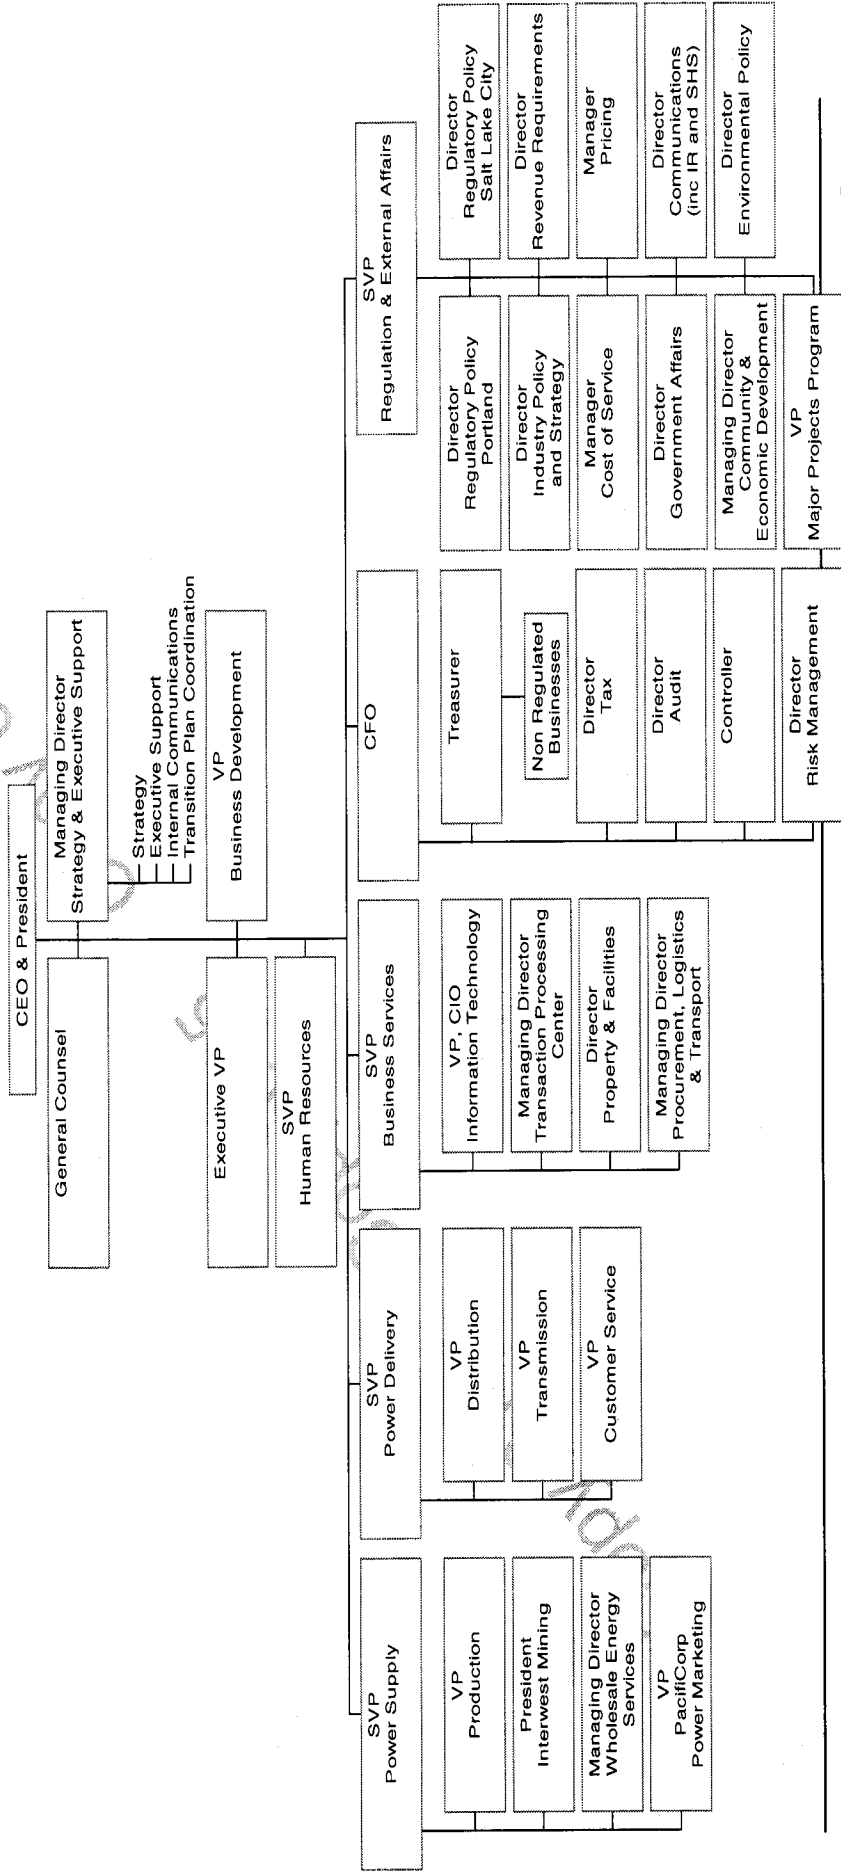 CEO & President
General Counsel
Managing Director
Strategy & Executive Support
Strategy
Executive Support
Internal Communications
Transition Plan Coordination
Executive VP
VP
Business Development
SVP
Human Resources
SVP
Power Supply
VP
Production
President
Interwest Mining
Managing Director
Wholesale Energy
Services
VP
PacifiCorp
Power Marketing
SVP
Power Delivery
VP
Distribution
VP
Transmission
VP
Customer Service
SVP
Business Services
VP, CIO
Information Technology
Managing Director
Transaction Processing
Center
Director
Property & Facilities
Managing Director
Procurement, Logistics
& Transport
CFO
Treasurer
Non Regulated
Businesses
Director
Tax
Director
Audit
Controller
Director
Risk Management
SVP
Regulation & External Affairs
Director
Regulatory Policy
Portland
Director
Regulatory Policy
Salt Lake City
Director
Industry Policy
and Strategy
Director
Revenue Requirements
Manager
Cost of Service
Manager
Pricing
Director
Government Affairs
Director
Communications
(inc IR and SHS)
Managing Director
Community &
Economic Development
Director
Environmental Policy
VP
Major Projects Program